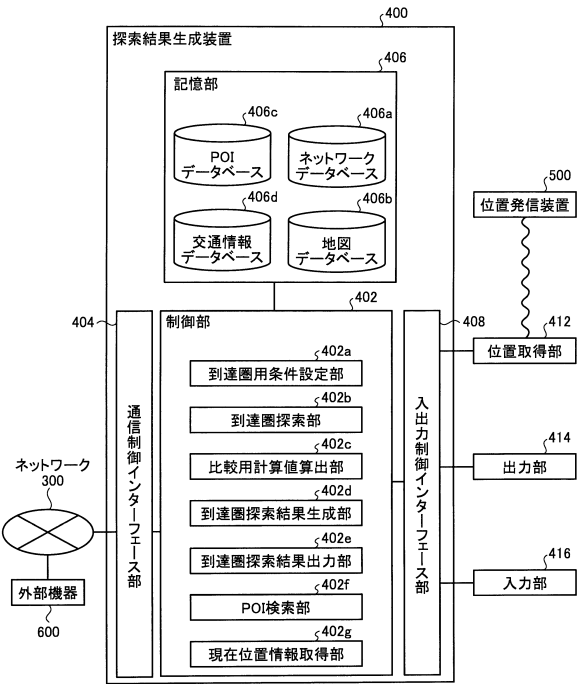 400
探索結果生成装置
406
記憶部
406c
POI
データベース
406a
ネットワーク
データベース
406d
交通情報
データベース
406b
地図
データベース
500
位置発信装置
404
通信制御インターフェース部
402
制御部
402a
到達圏用条件設定部
402b
到達圏探索部
402c
比較用計算値算出部
402d
到達圏探索結果生成部
402e
到達圏探索結果出力部
402f
POI検索部
402g
現在位置情報取得部
408
入出力制御インターフェース部
412
位置取得部
414
出力部
416
入力部
ネットワーク
300
外部機器
600